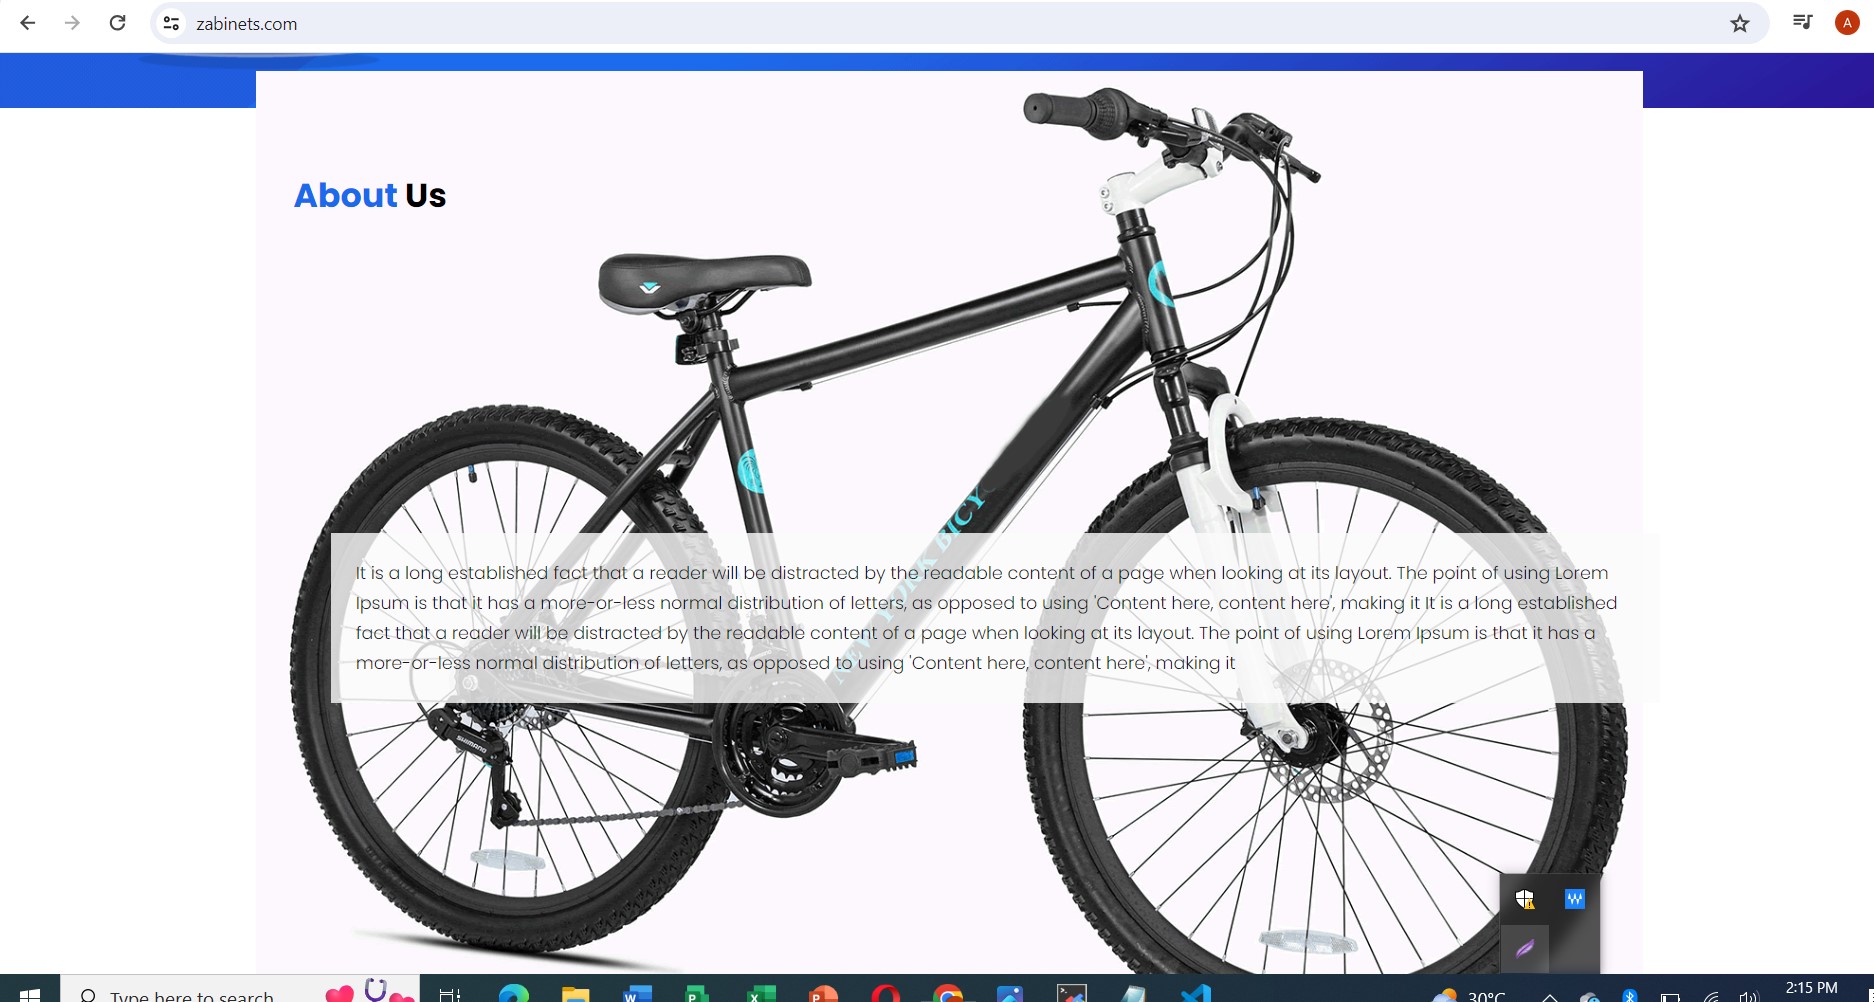 zabinets.com
A
About Us
NEW YORK BICY
It is a long established fact that a reader will be distracted by the readable content of a page when looking at its layout. The point of using Lorem
Ipsum is that it has a more-or-less normal distribution of letters, as opposed to using 'Content here, content here', making it It is a long established
fact that a reader will be distracted by the readable content of a page when looking at its layout. The point of using Lorem Ipsum is that it has a
more-or-less normal distribution of letters, as opposed to using 'Content here, content here', making it
SHIMANO
Type here to search
30°C
2:15 PM